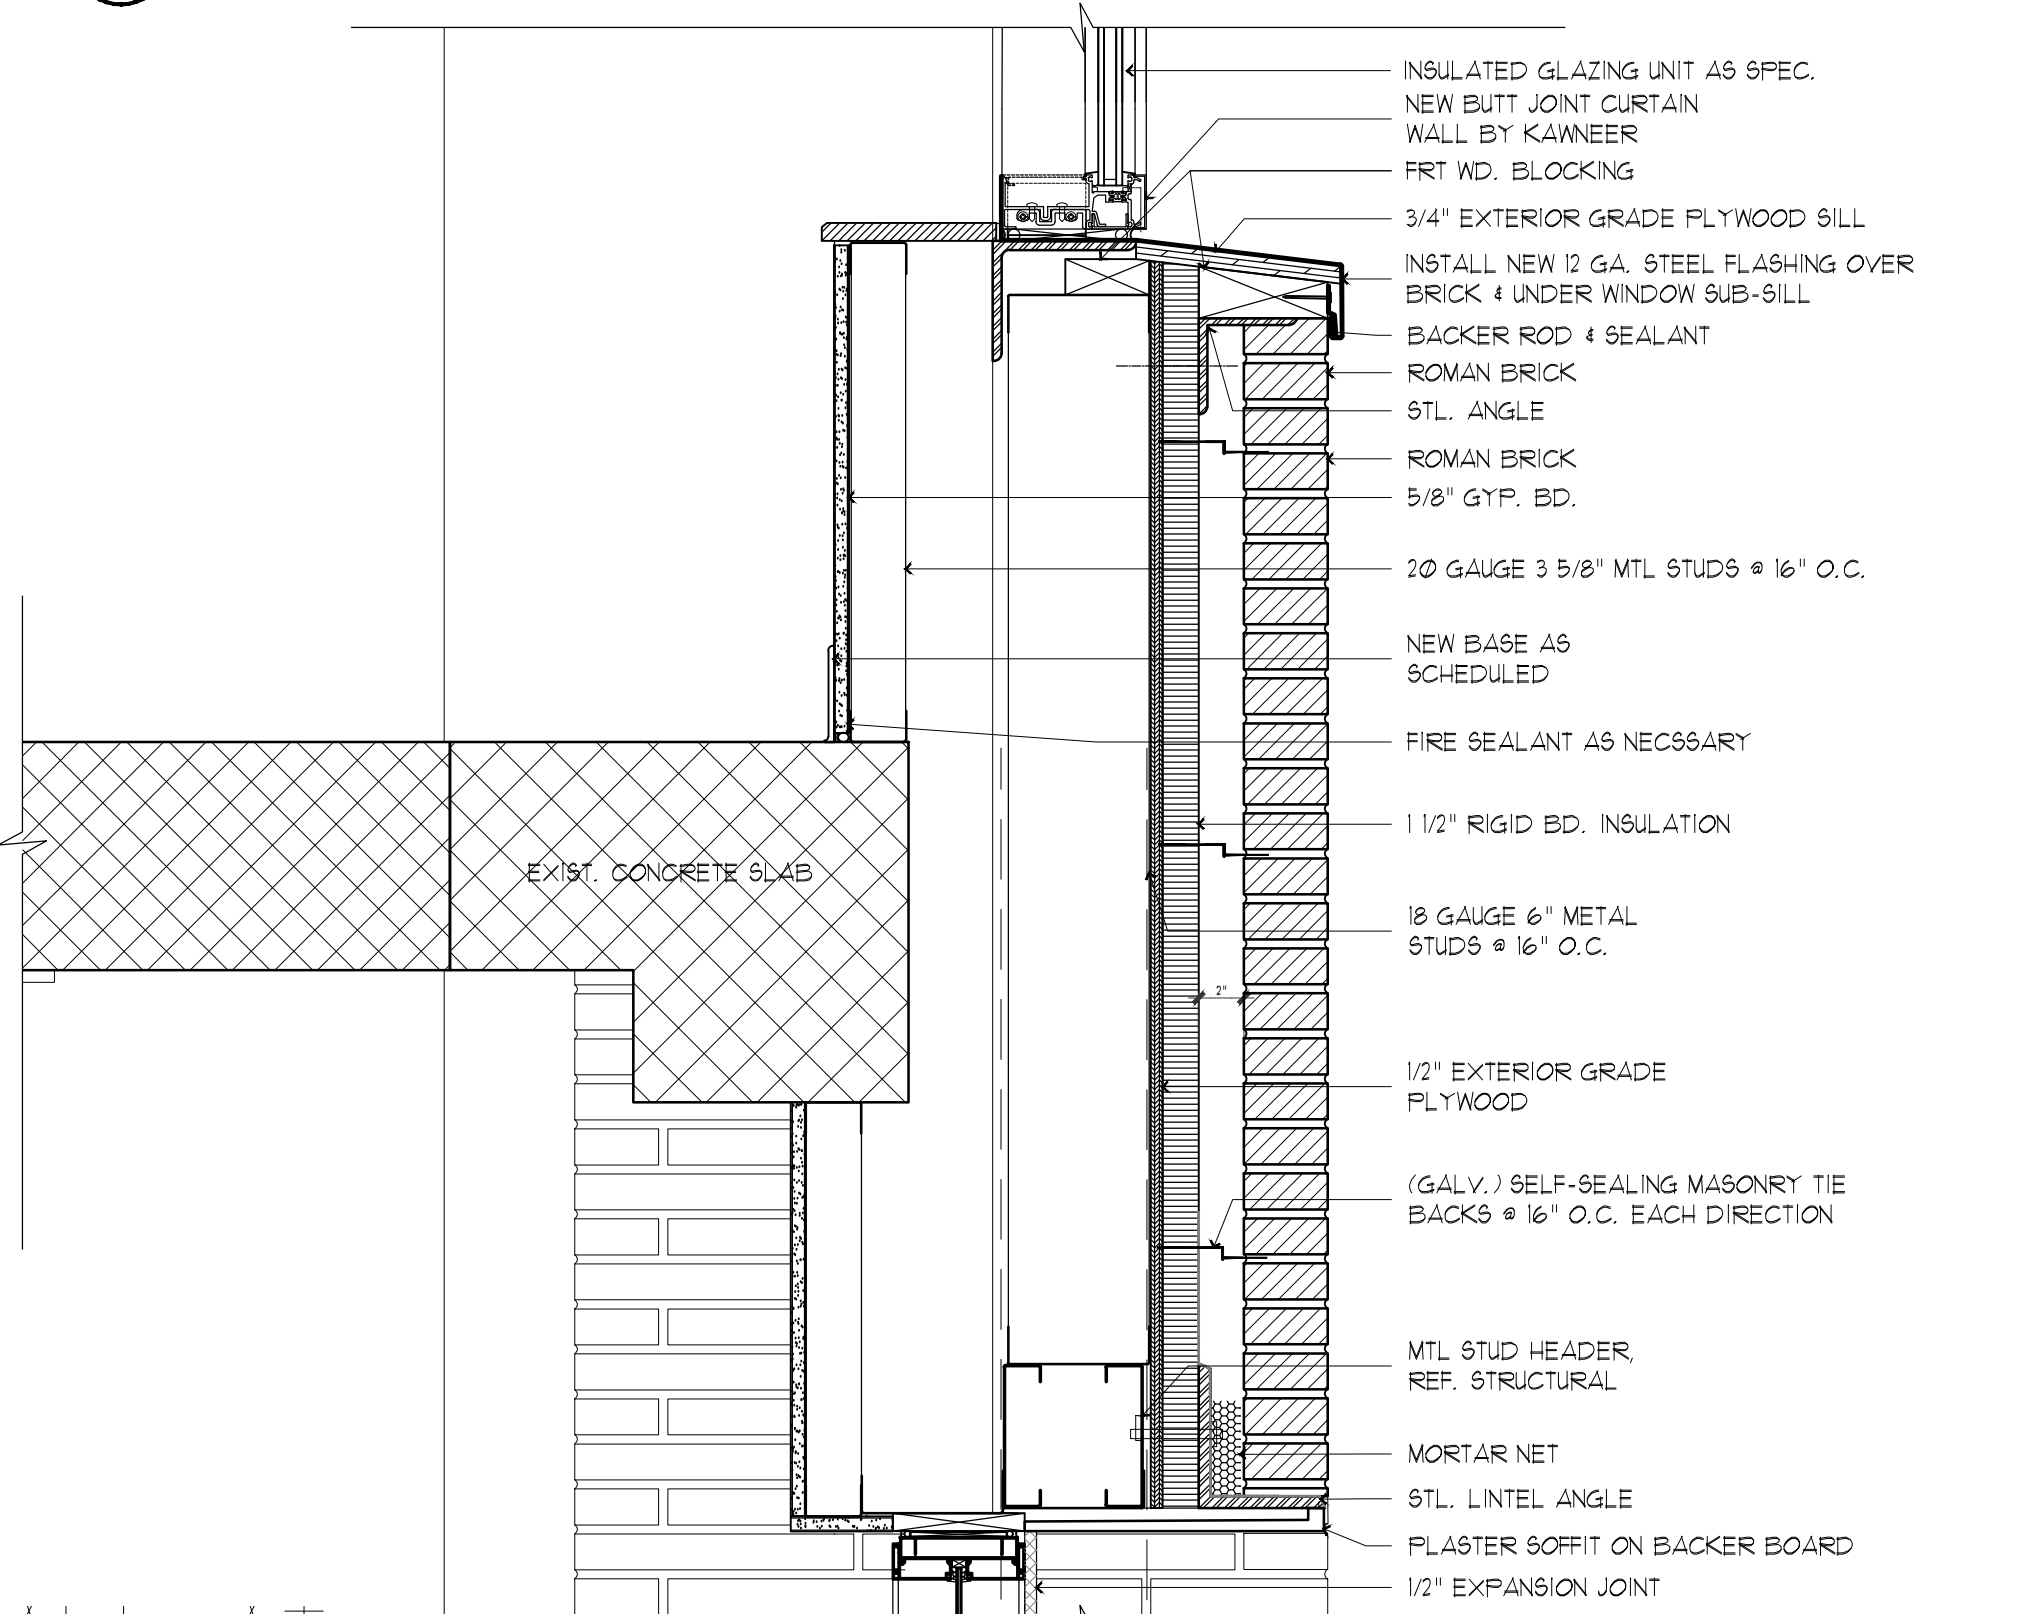 INSULATED GLAZING UNIT AS SPEC.
NEW BUTT JOINT CURTAIN
WALL BY KAWNEER
FRT WD. BLOCKING
3/4" EXTERIOR GRADE PLYWOOD SILL
INSTALL NEW 12 GA. STEEL FLASHING OVER
BRICK & UNDER WINDOW SUB-SILL
BACKER ROD & SEALANT
ROMAN BRICK
STL. ANGLE
ROMAN BRICK
5/8" GYP. BD.
20 GAUGE 3 5/8" MTL STUDS @ 16" O.C.
NEW BASE AS
SCHEDULED
FIRE SEALANT AS NECSSARY
1 1/2" RIGID BD. INSULATION
EXIST. CONCRETE SLAB
18 GAUGE 6" METAL
STUDS @ 16" O.C.
2"
1/2" EXTERIOR GRADE
PLYWOOD
(GALV.) SELF-SEALING MASONRY TIE
BACKS @ 16" O.C. EACH DIRECTION
MTL STUD HEADER,
REF. STRUCTURAL
MORTAR NET
STL. LINTEL ANGLE
PLASTER SOFFIT ON BACKER BOARD
1/2" EXPANSION JOINT